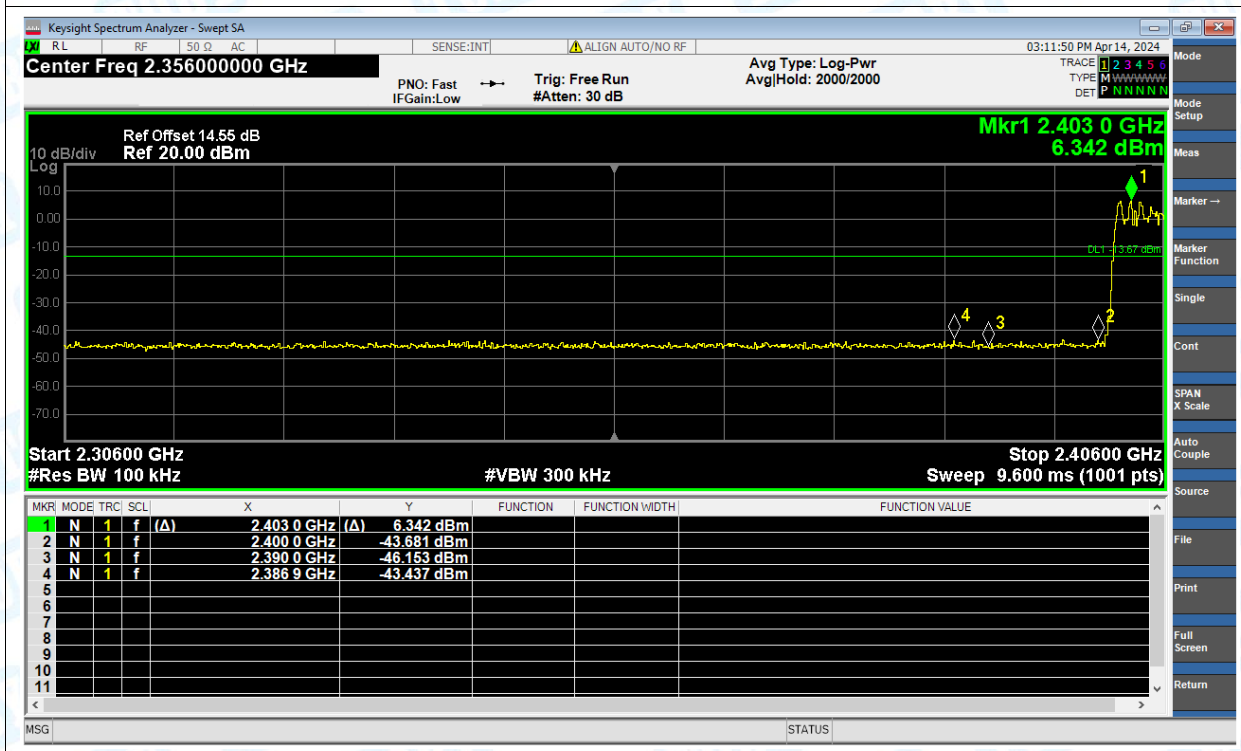 Keysight Spectrum Analyzer - Swept SA
LXI RL RF 50 Ω AC SENSE:INT ALIGN AUTO/NO RF 03:11:50 PM Apr 14, 2024
Center Freq 2.356000000 GHz
PNO: Fast
IFGain:Low
Trig: Free Run
#Atten: 30 dB
Avg Type: Log-Pwr
Avg|Hold: 2000/2000
TRACE 1 2 3 4 5 6
TYPE M W W W W W
DET P N N N N N
Ref Offset 14.55 dB
10 dB/div Ref 20.00 dBm
Log
Mkr1 2.403 0 GHz
6.342 dBm
10.0
0.00
-10.0
-20.0
-30.0
-40.0
-50.0
-60.0
-70.0
1
DL1 -13.67 dBm
4
3
2
Start 2.30600 GHz
Stop 2.40600 GHz
#Res BW 100 kHz
#VBW 300 kHz
Sweep 9.600 ms (1001 pts)
MKR MODE TRC SCL X Y FUNCTION FUNCTION WIDTH FUNCTION VALUE
1 N 1 f (Δ) 2.403 0 GHz (Δ) 6.342 dBm
2 N 1 f 2.400 0 GHz -43.681 dBm
3 N 1 f 2.390 0 GHz -46.153 dBm
4 N 1 f 2.386 9 GHz -43.437 dBm
5
6
7
8
9
10
11
MSG
STATUS
Mode
Mode Setup
Meas
Marker→
Marker Function
Single
Cont
SPAN X Scale
Auto Couple
Source
File
Print
Full Screen
Return